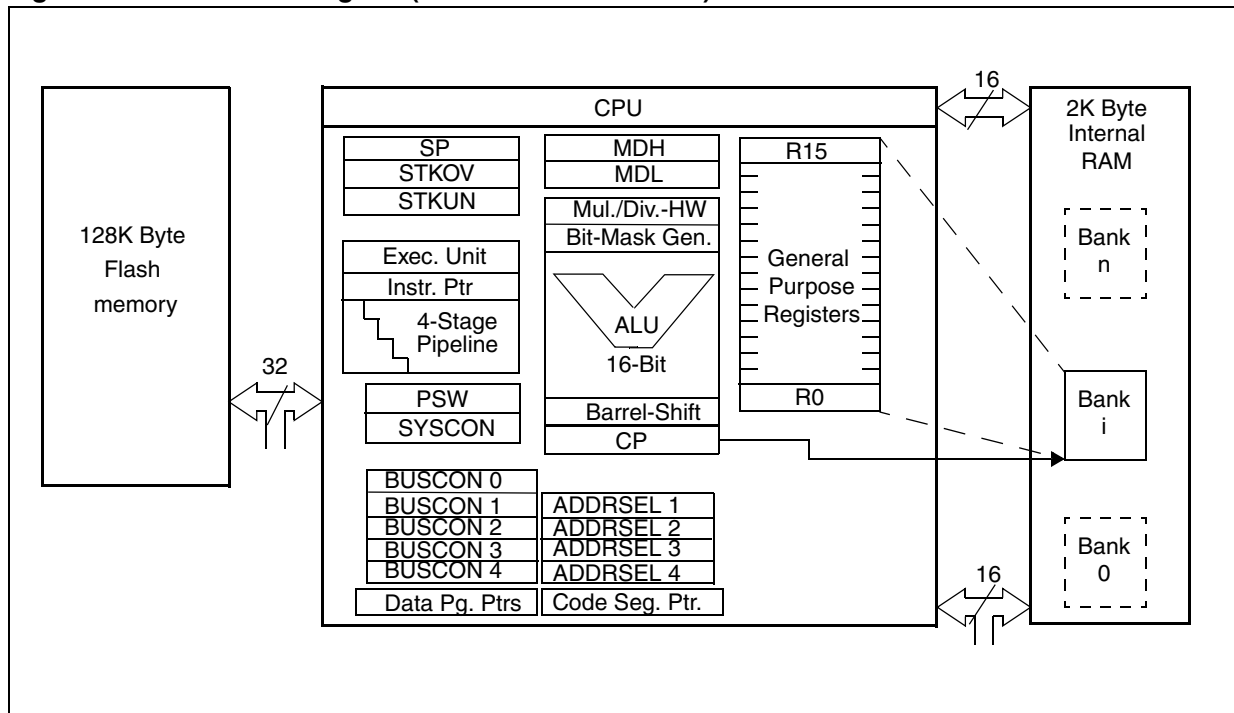 128K Byte
Flash
memory
32
CPU
SP
STKOV
STKUN
Exec. Unit
Instr. Ptr
4-Stage
Pipeline
PSW
SYSCON
BUSCON 0
BUSCON 1
BUSCON 2
BUSCON 3
BUSCON 4
Data Pg. Ptrs
MDH
MDL
Mul./Div.-HW
Bit-Mask Gen.
ALU
16-Bit
Barrel-Shift
CP
ADDRSEL 1
ADDRSEL 2
ADDRSEL 3
ADDRSEL 4
Code Seg. Ptr.
R15
General
Purpose
Registers
R0
16
16
2K Byte
Internal
RAM
Bank
n
Bank
i
Bank
0